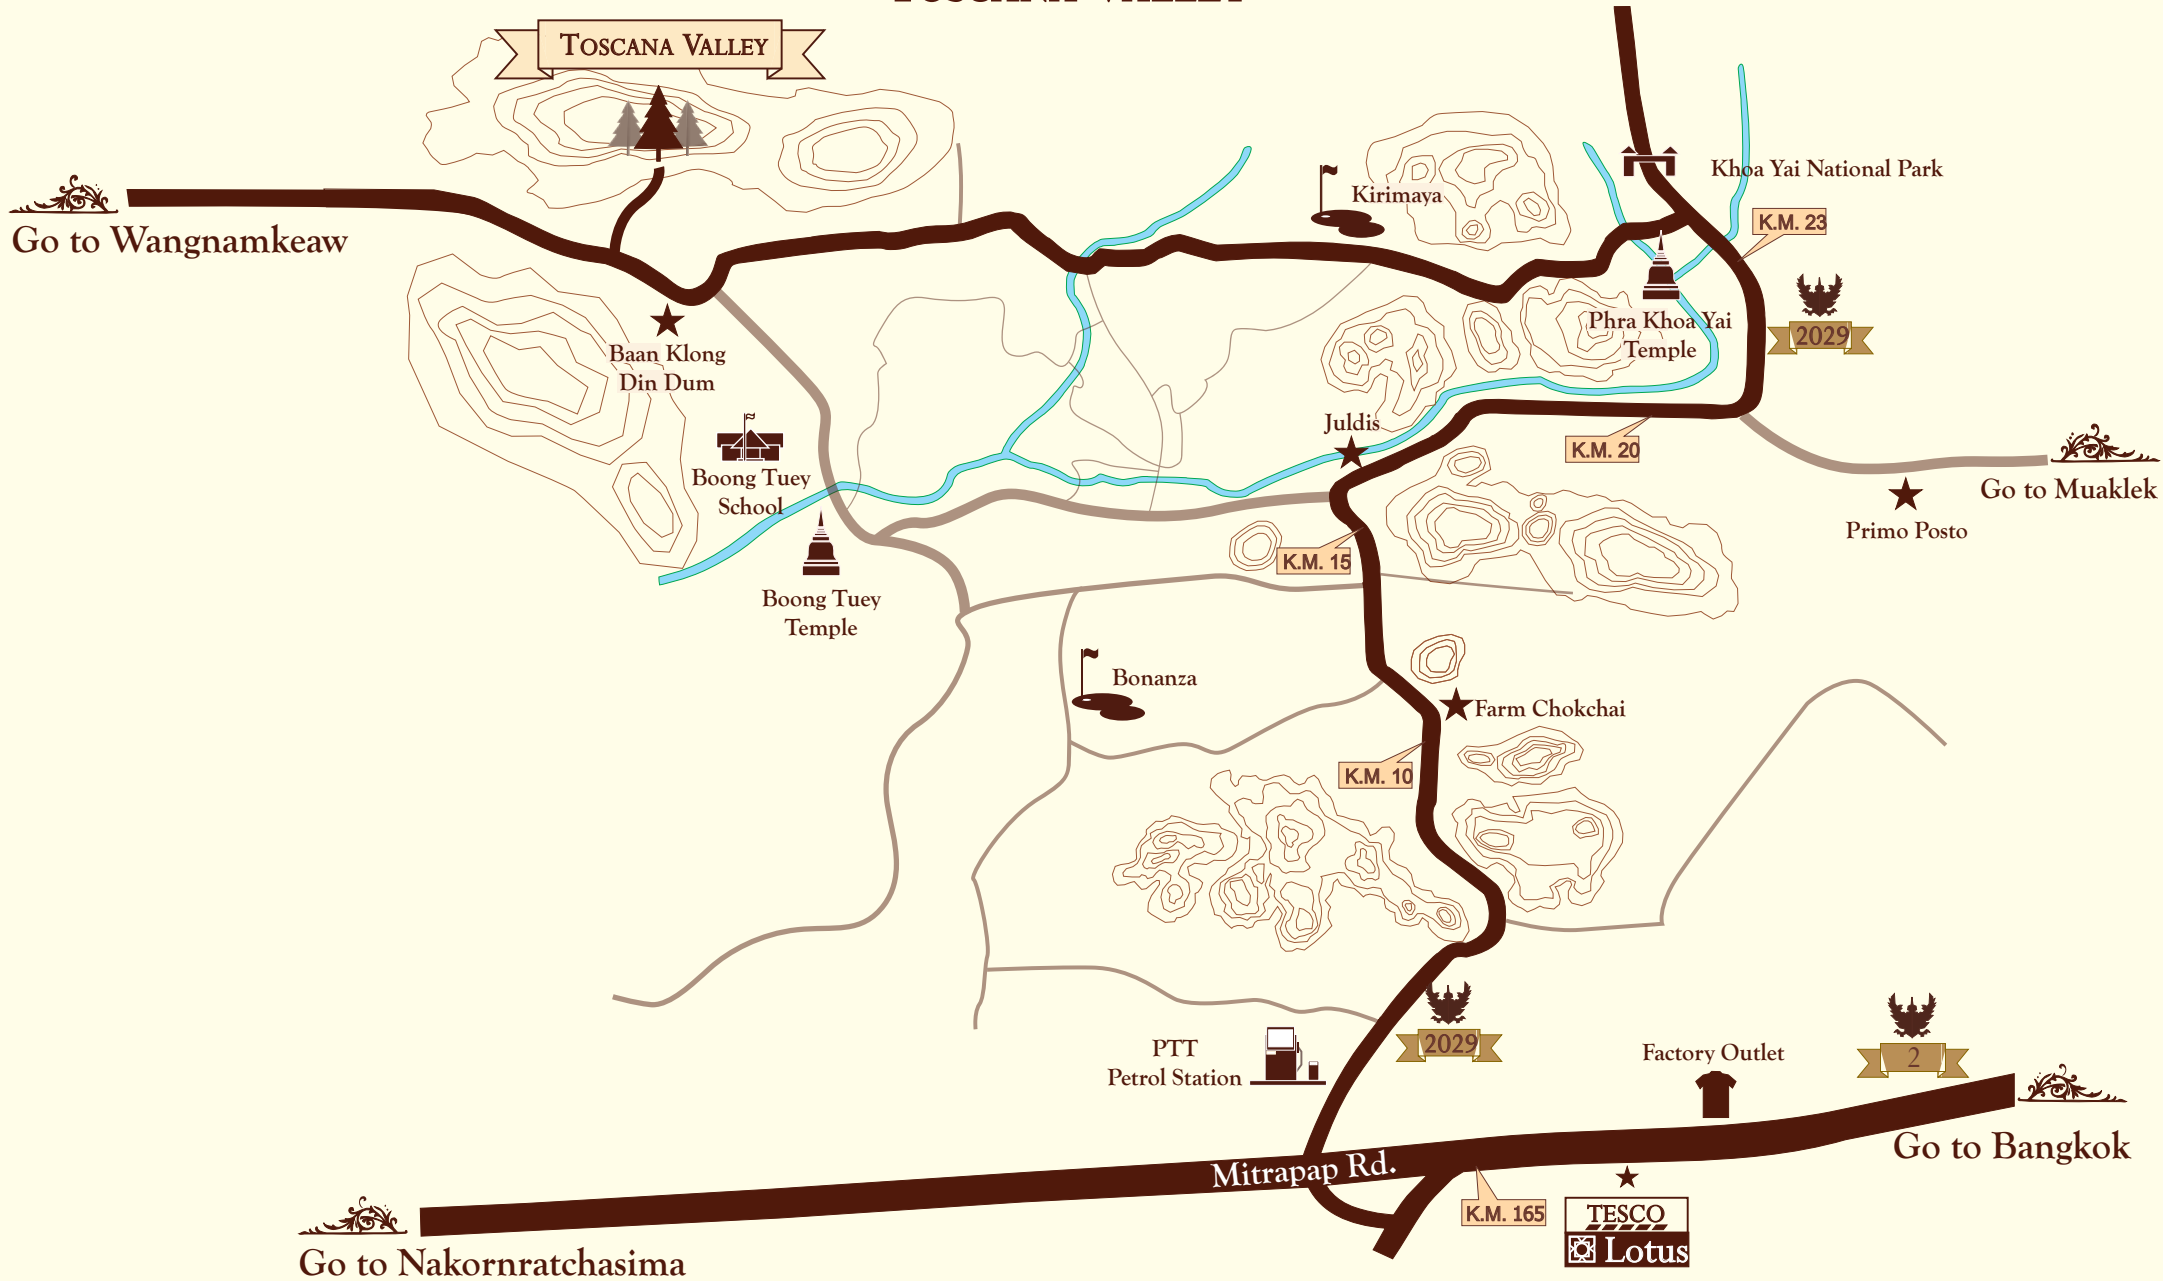 TOSCANA VALLEY
TOSCANA VALLEY
Khoa Yai National Park
Kirimaya
K.M. 23
Go to Wangnamkeaw
2029
Phra Khoa Yai
Temple
Baan Klong
Din Dum
Juldis
K.M. 20
Boong Tuey
School
Go to Muaklek
Primo Posto
K.M. 15
Boong Tuey
Temple
Bonanza
Farm Chokchai
K.M. 10
2029
PTT
Petrol Station
Factory Outlet
2
Go to Bangkok
Mitrapap Rd.
K.M. 165
TESCO
Lotus
Go to Nakornratchasima